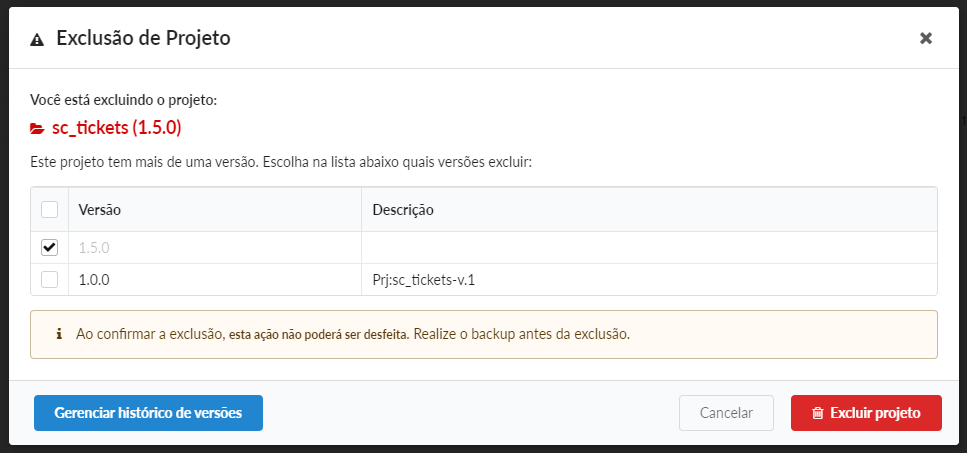 Exclusão de Projeto
Você está excluindo o projeto:
sc_tickets (1.5.0)
Este projeto tem mais de uma versão. Escolha na lista abaixo quais versões excluir:
Versão Descrição
1.5.0
1.0.0 Prj:sc_tickets-v.1
Ao confirmar a exclusão, esta ação não poderá ser desfeita. Realize o backup antes da exclusão.
Gerenciar histórico de versões Cancelar Excluir projeto